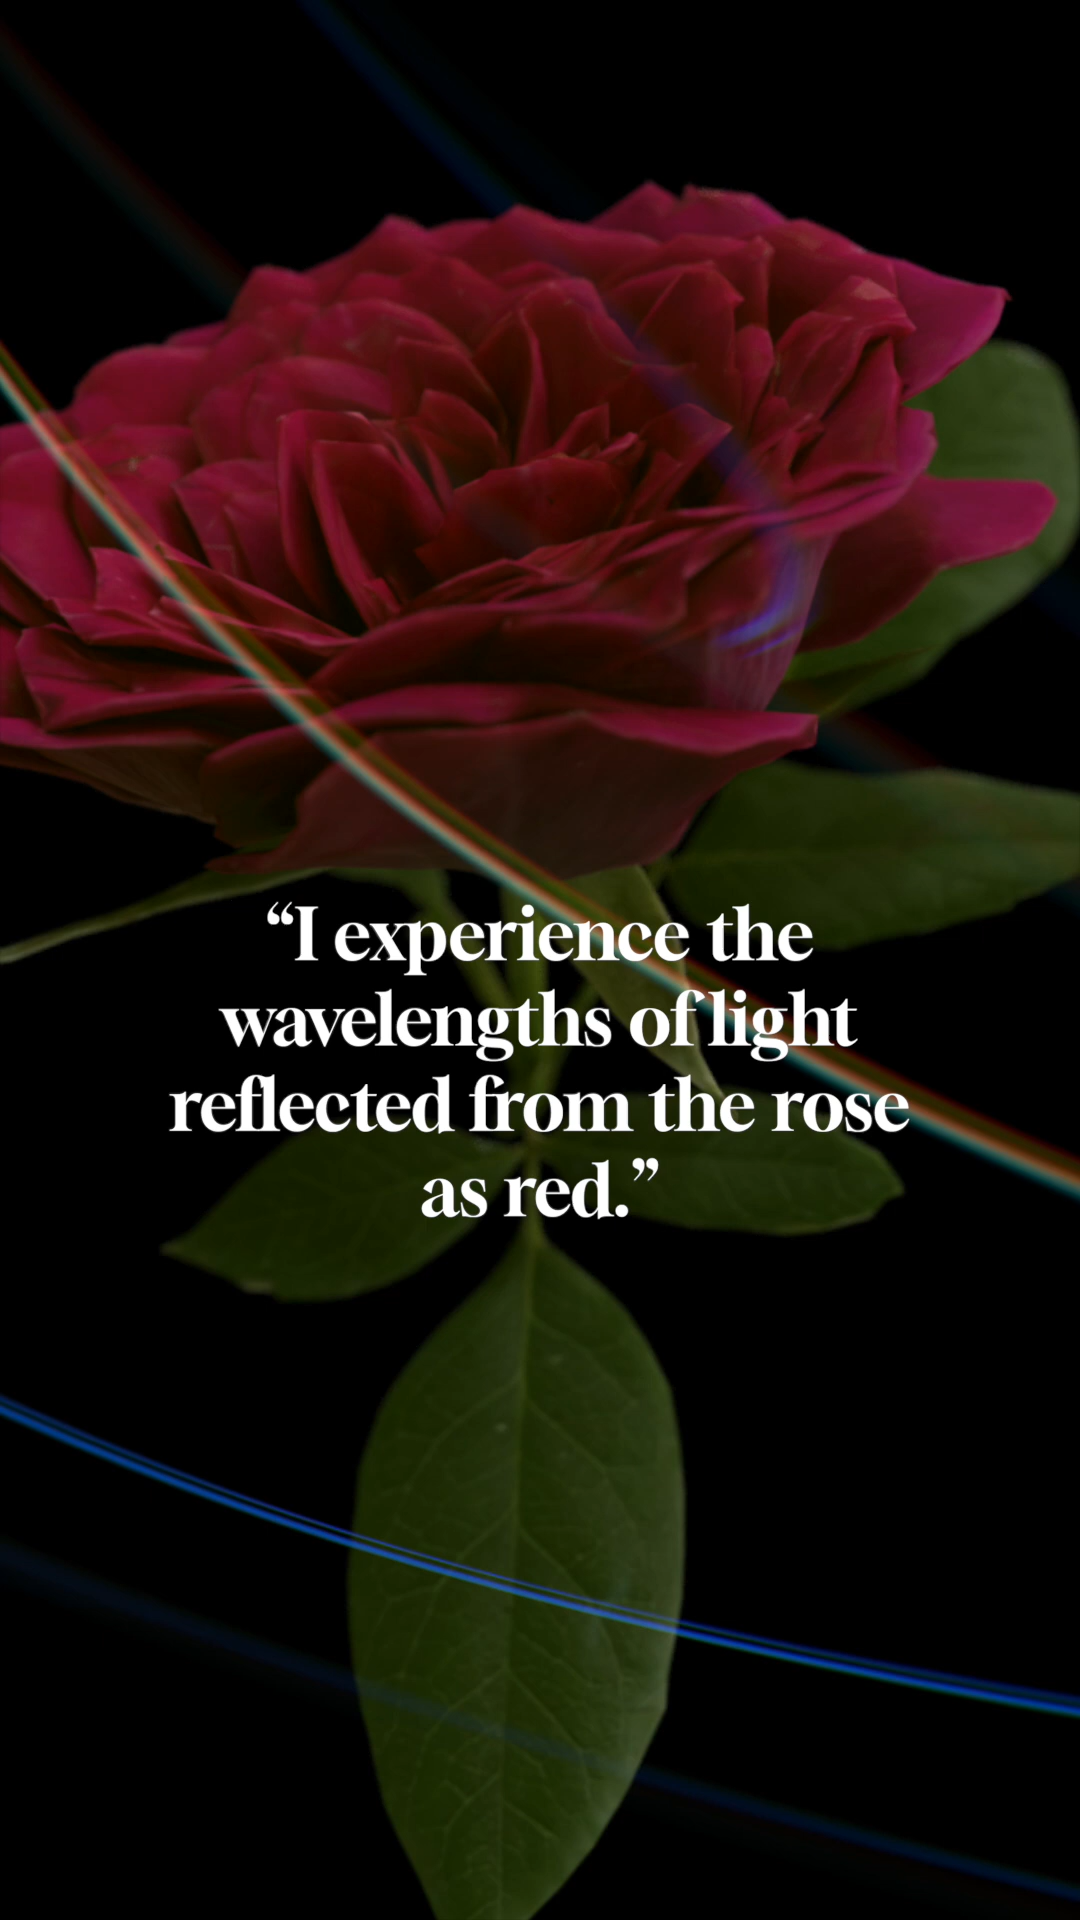 “I experience the
wavelengths of light
reflected from the rose
as red.”